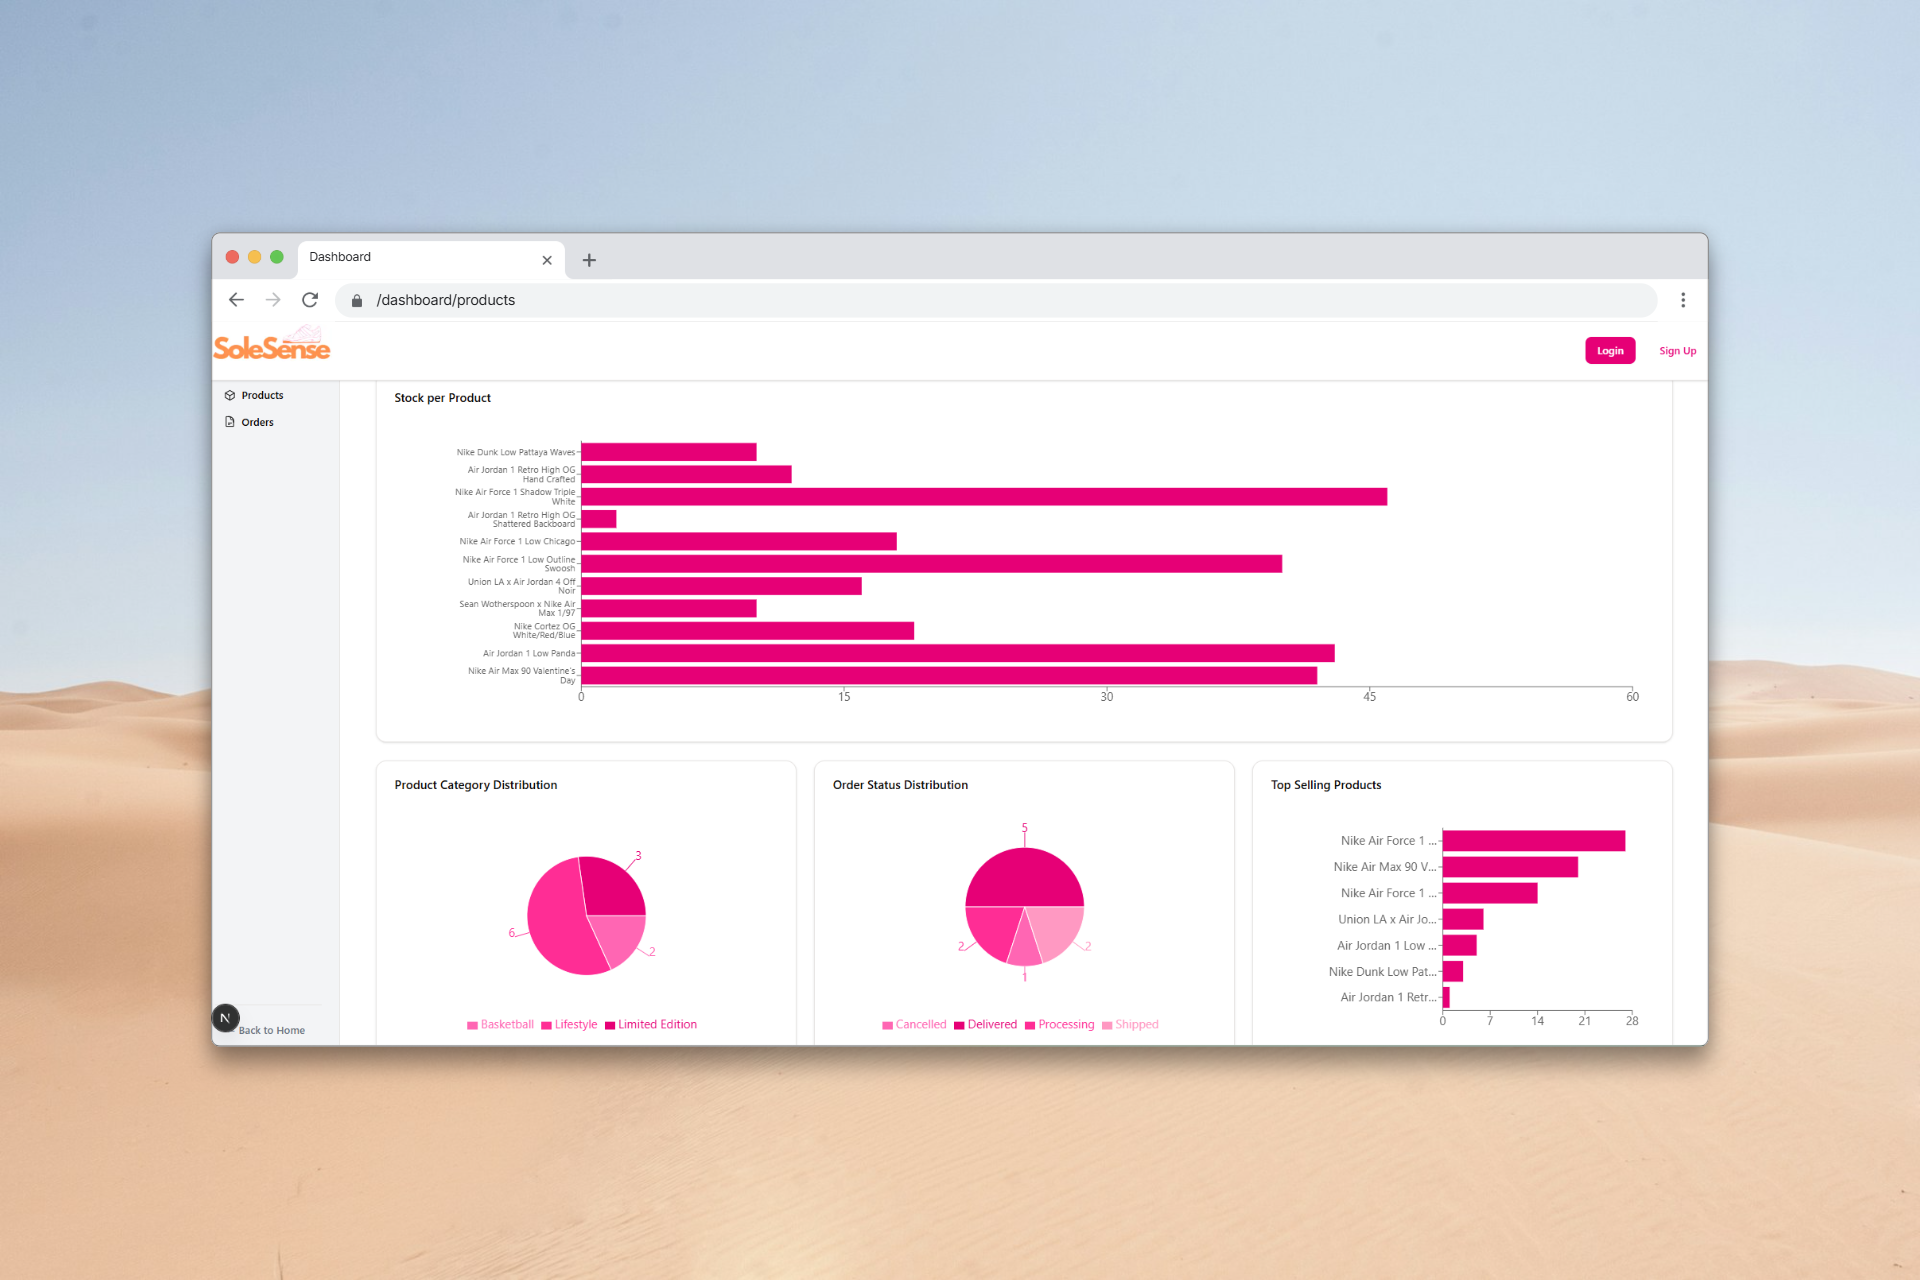 Dashboard
/dashboard/products
SoleSense
Login
Sign Up
Products
Orders
Stock per Product
Nike Dunk Low Pattaya Waves
Air Jordan 1 Retro High OG
Hand Crafted
Nike Air Force 1 Shadow Triple
White
Air Jordan 1 Retro High OG
Shattered Backboard
Nike Air Force 1 Low Chicago
Nike Air Force 1 Low Outline
Swoosh
Union LA x Air Jordan 4 Off
Noir
Sean Wotherspoon x Nike Air
Max 1/97
Nike Cortez OG
White/Red/Blue
Air Jordan 1 Low Panda
Nike Air Max 90 Valentine's
Day
0 15 30 45 60
Product Category Distribution
3
6
2
Basketball Lifestyle Limited Edition
Order Status Distribution
5
2
2
1
Cancelled Delivered Processing Shipped
Top Selling Products
Nike Air Force 1 ...
Nike Air Max 90 V...
Nike Air Force 1 ...
Union LA x Air Jo...
Air Jordan 1 Low ...
Nike Dunk Low Pat...
Air Jordan 1 Retr...
0 7 14 21 28
N
Back to Home